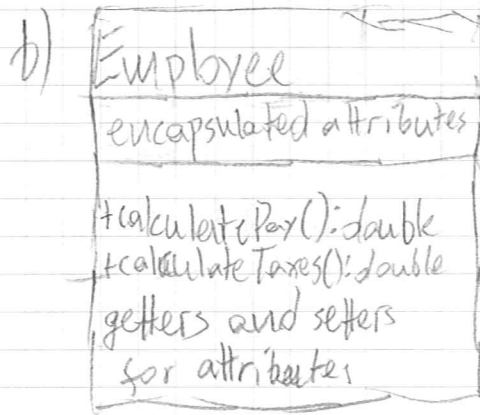 b)
Employee
encapsulated attributes
+calculatePay():double
+calculateTaxes():double
getters and setters
for attributes